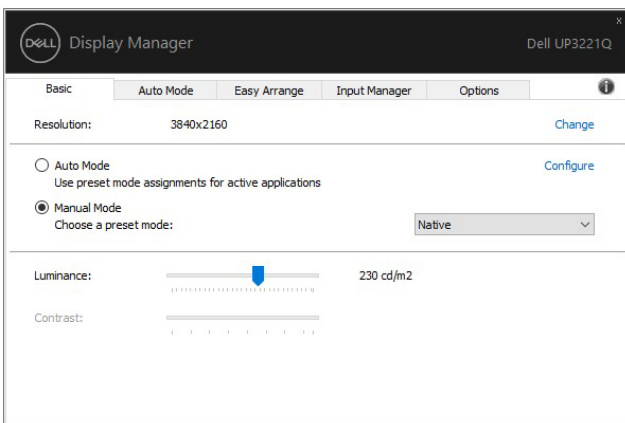 DELL Display Manager
Dell UP3221Q
x
Basic Auto Mode Easy Arrange Input Manager Options
Resolution: 3840x2160 Change
Auto Mode Configure
Use preset mode assignments for active applications
Manual Mode
Choose a preset mode: Native
Luminance: 230 cd/m2
Contrast: